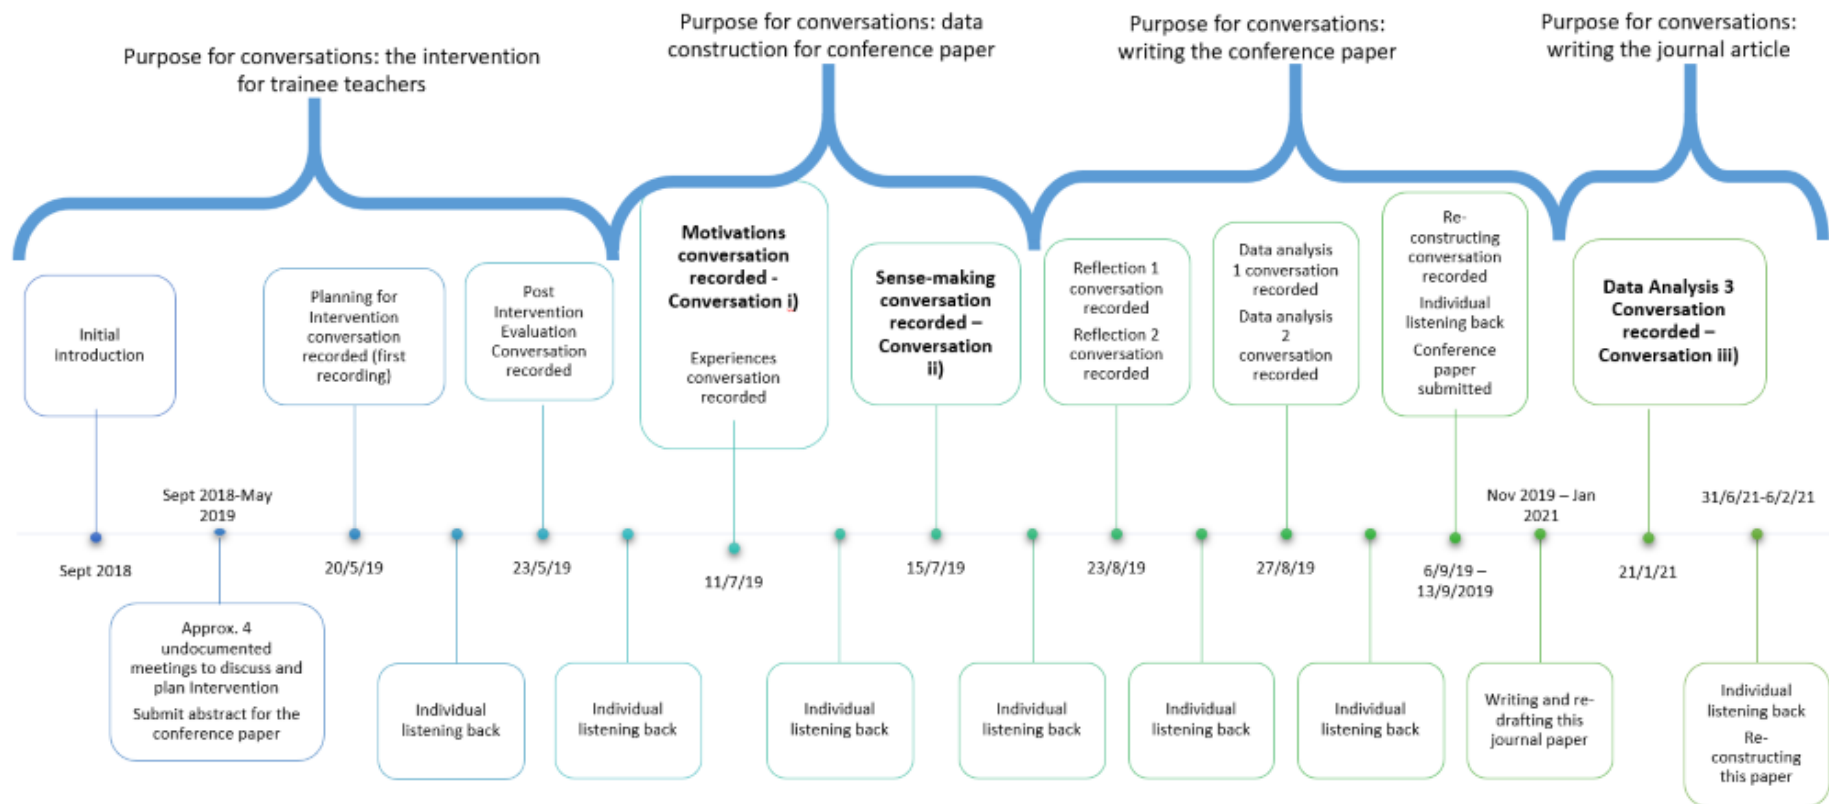 Purpose for conversations: the intervention
for trainee teachers
Purpose for conversations: data
construction for conference paper
Purpose for conversations:
writing the conference paper
Purpose for conversations:
writing the journal article
Initial
introduction
Planning for
Intervention
conversation
recorded (first
recording)
Post
Intervention
Evaluation
Conversation
recorded
Motivations
conversation
recorded -
Conversation i)
Experiences
conversation
recorded
Sense-making
conversation
recorded –
Conversation
ii)
Reflection 1
conversation
recorded
Reflection 2
conversation
recorded
Data analysis
1 conversation
recorded
Data analysis
2
conversation
recorded
Re-
constructing
conversation
recorded
Individual
listening back
Conference
paper
submitted
Data Analysis 3
Conversation
recorded –
Conversation iii)
Sept 2018
Sept 2018-May
2019
20/5/19
23/5/19
11/7/19
15/7/19
23/8/19
27/8/19
6/9/19 –
13/9/2019
Nov 2019 – Jan
2021
21/1/21
31/6/21-6/2/21
Approx. 4
undocumented
meetings to discuss and
plan Intervention
Submit abstract for the
conference paper
Individual
listening back
Individual
listening back
Individual
listening back
Individual
listening back
Individual
listening back
Individual
listening back
Writing and re-
drafting this
journal paper
Individual
listening back
Re-
constructing
this paper